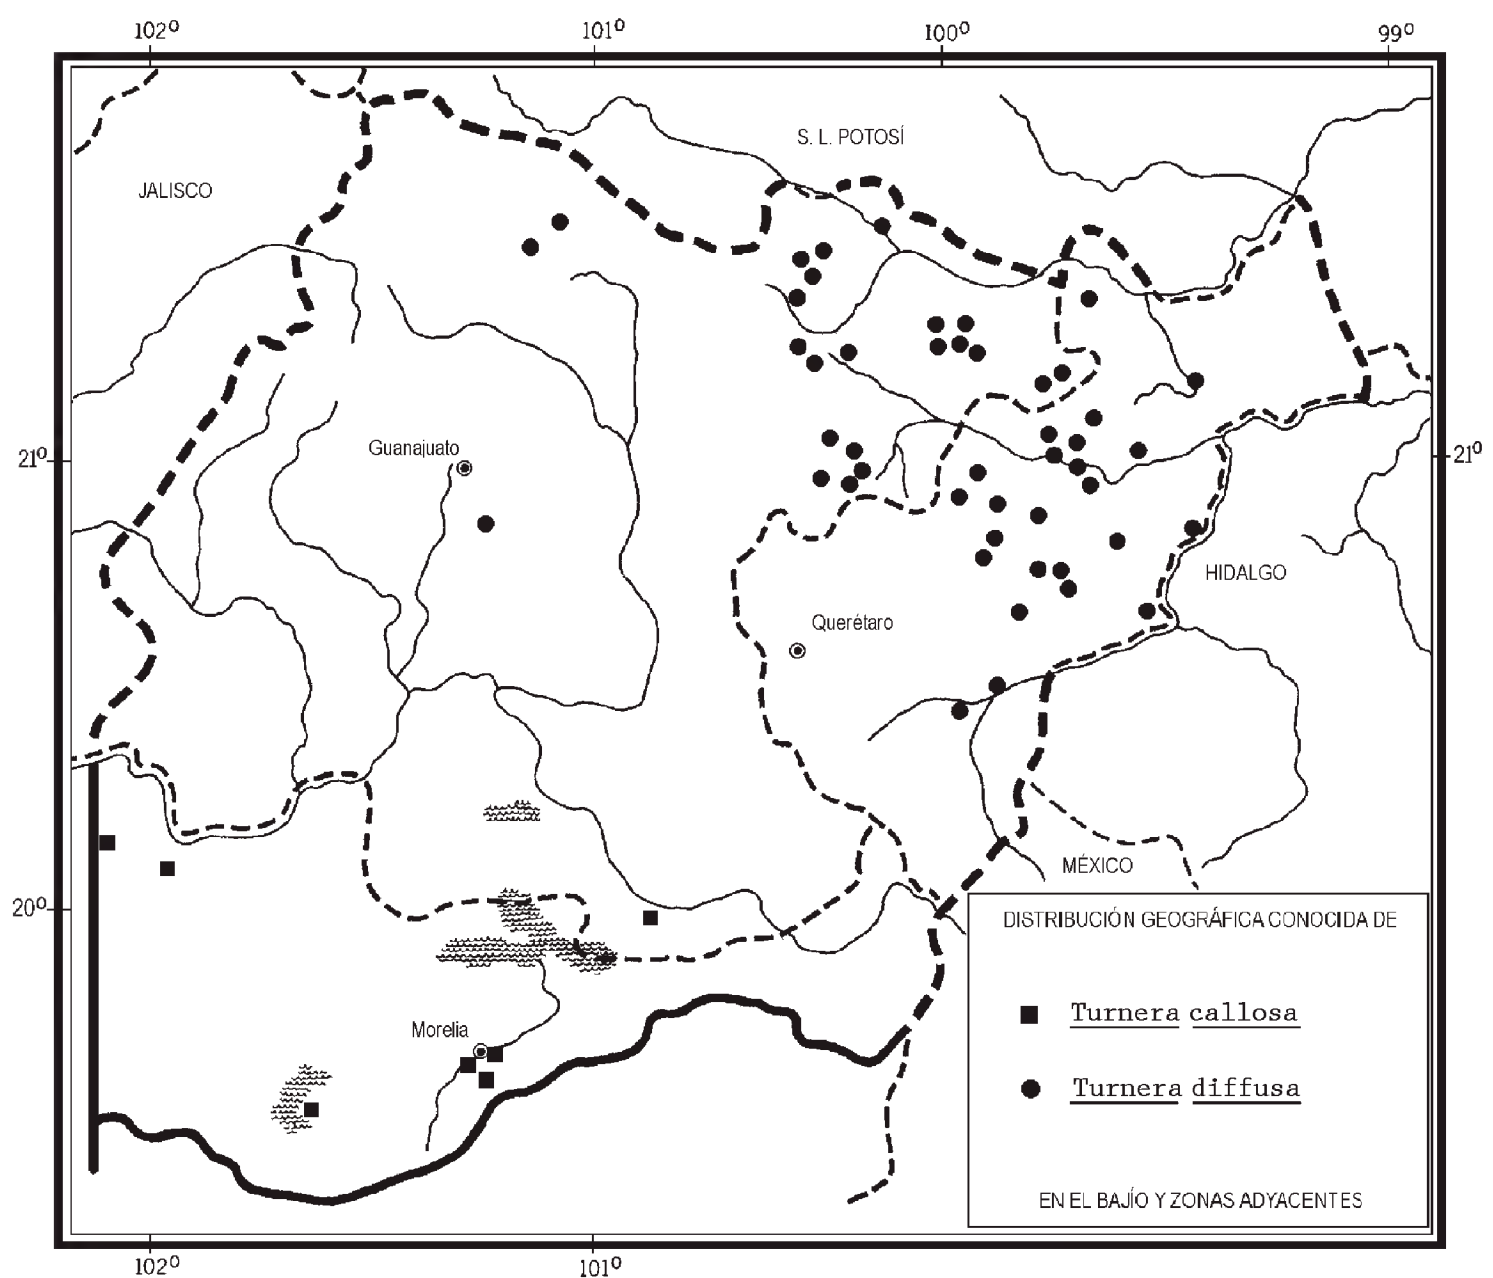 102º 101º 100º 99º
S. L. POTOSÍ
JALISCO
Guanajuato
21º 21º
HIDALGO
Querétaro
MÉXICO
20º
DISTRIBUCIÓN GEOGRÁFICA CONOCIDA DE
Turnera callosa
Morelia
Turnera diffusa
EN EL BAJÍO Y ZONAS ADYACENTES
102º 101º